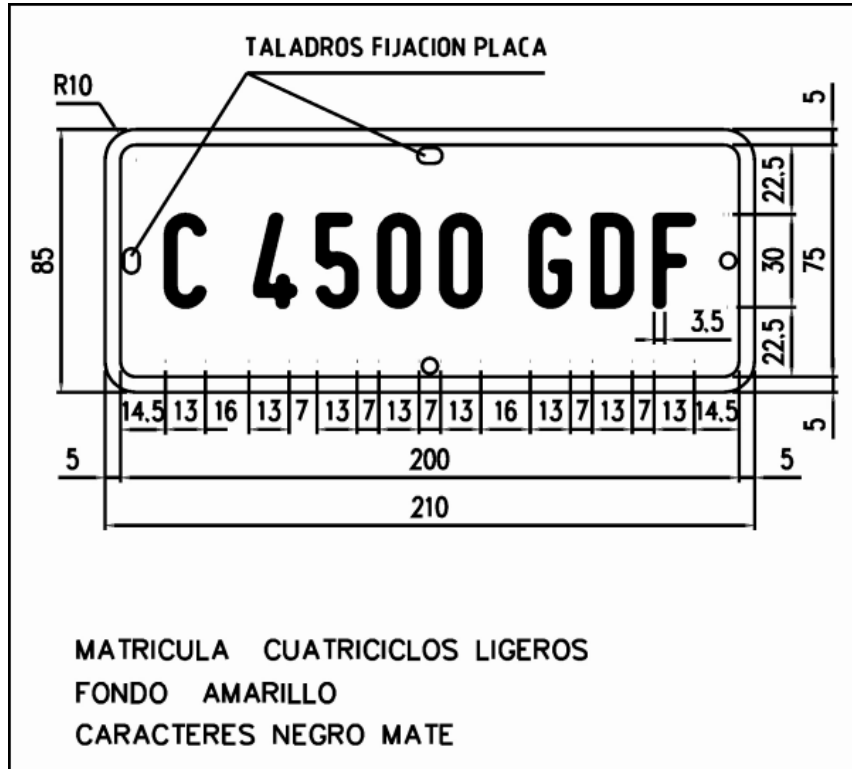 TALADROS FIJACION PLACA
R10
5
22.5
85
C 4500 GDF
30
75
3.5
22.5
14.5 13 16 13 7 13 7 13 7 13 16 13 7 13 7 13 14.5
5
5 200 5
210
MATRICULA CUATRICICLOS LIGEROS
FONDO AMARILLO
CARACTERES NEGRO MATE